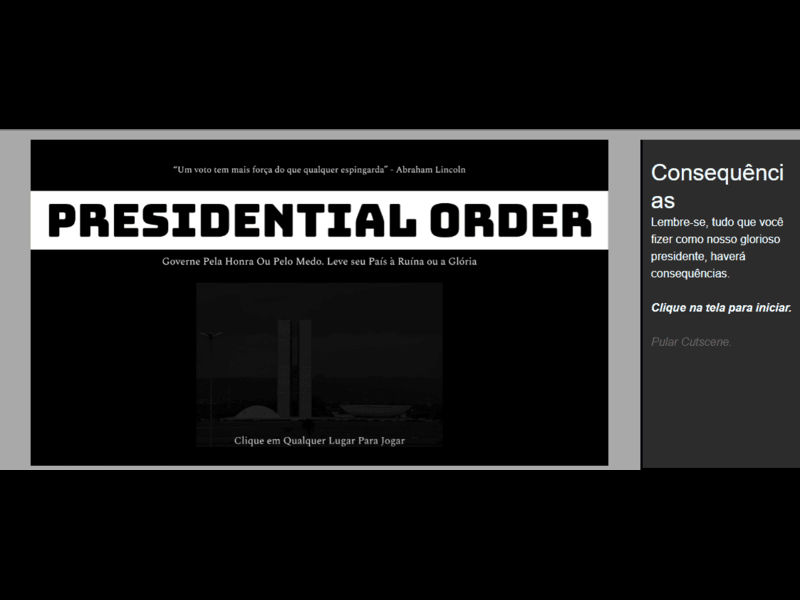 “Um voto tem mais força do que qualquer espingarda” - Abraham Lincoln
PRESIDENTIAL ORDER
Governe Pela Honra Ou Pelo Medo. Leve seu País à Ruína ou a Glória
Clique em Qualquer Lugar Para Jogar
Consequênci
as
Lembre-se, tudo que você
fizer como nosso glorioso
presidente, haverá
consequências.
Clique na tela para iniciar.
Pular Cutscene.